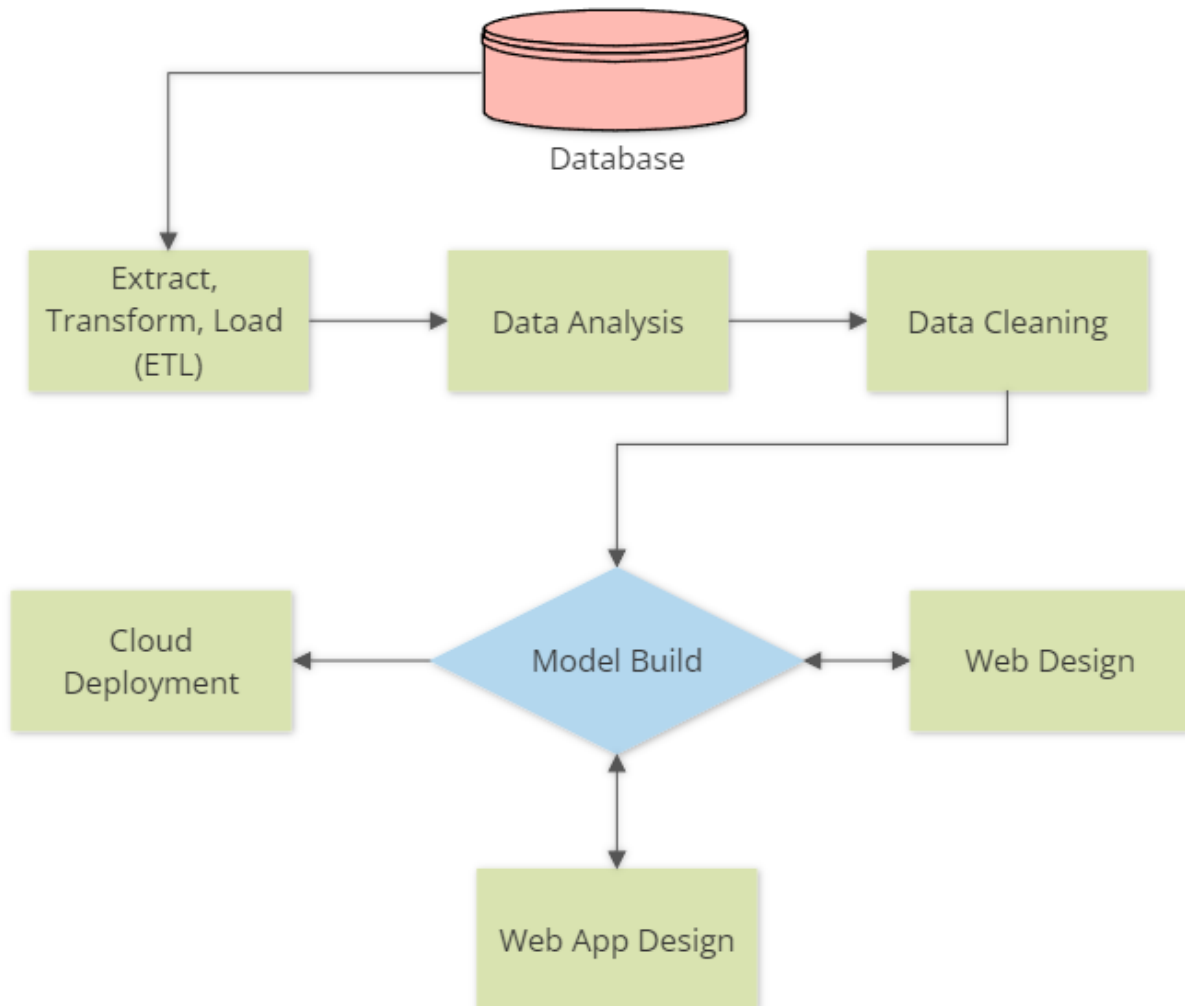 Database
Extract,
Transform, Load
(ETL)
Data Analysis
Data Cleaning
Cloud
Deployment
Model Build
Web Design
Web App Design